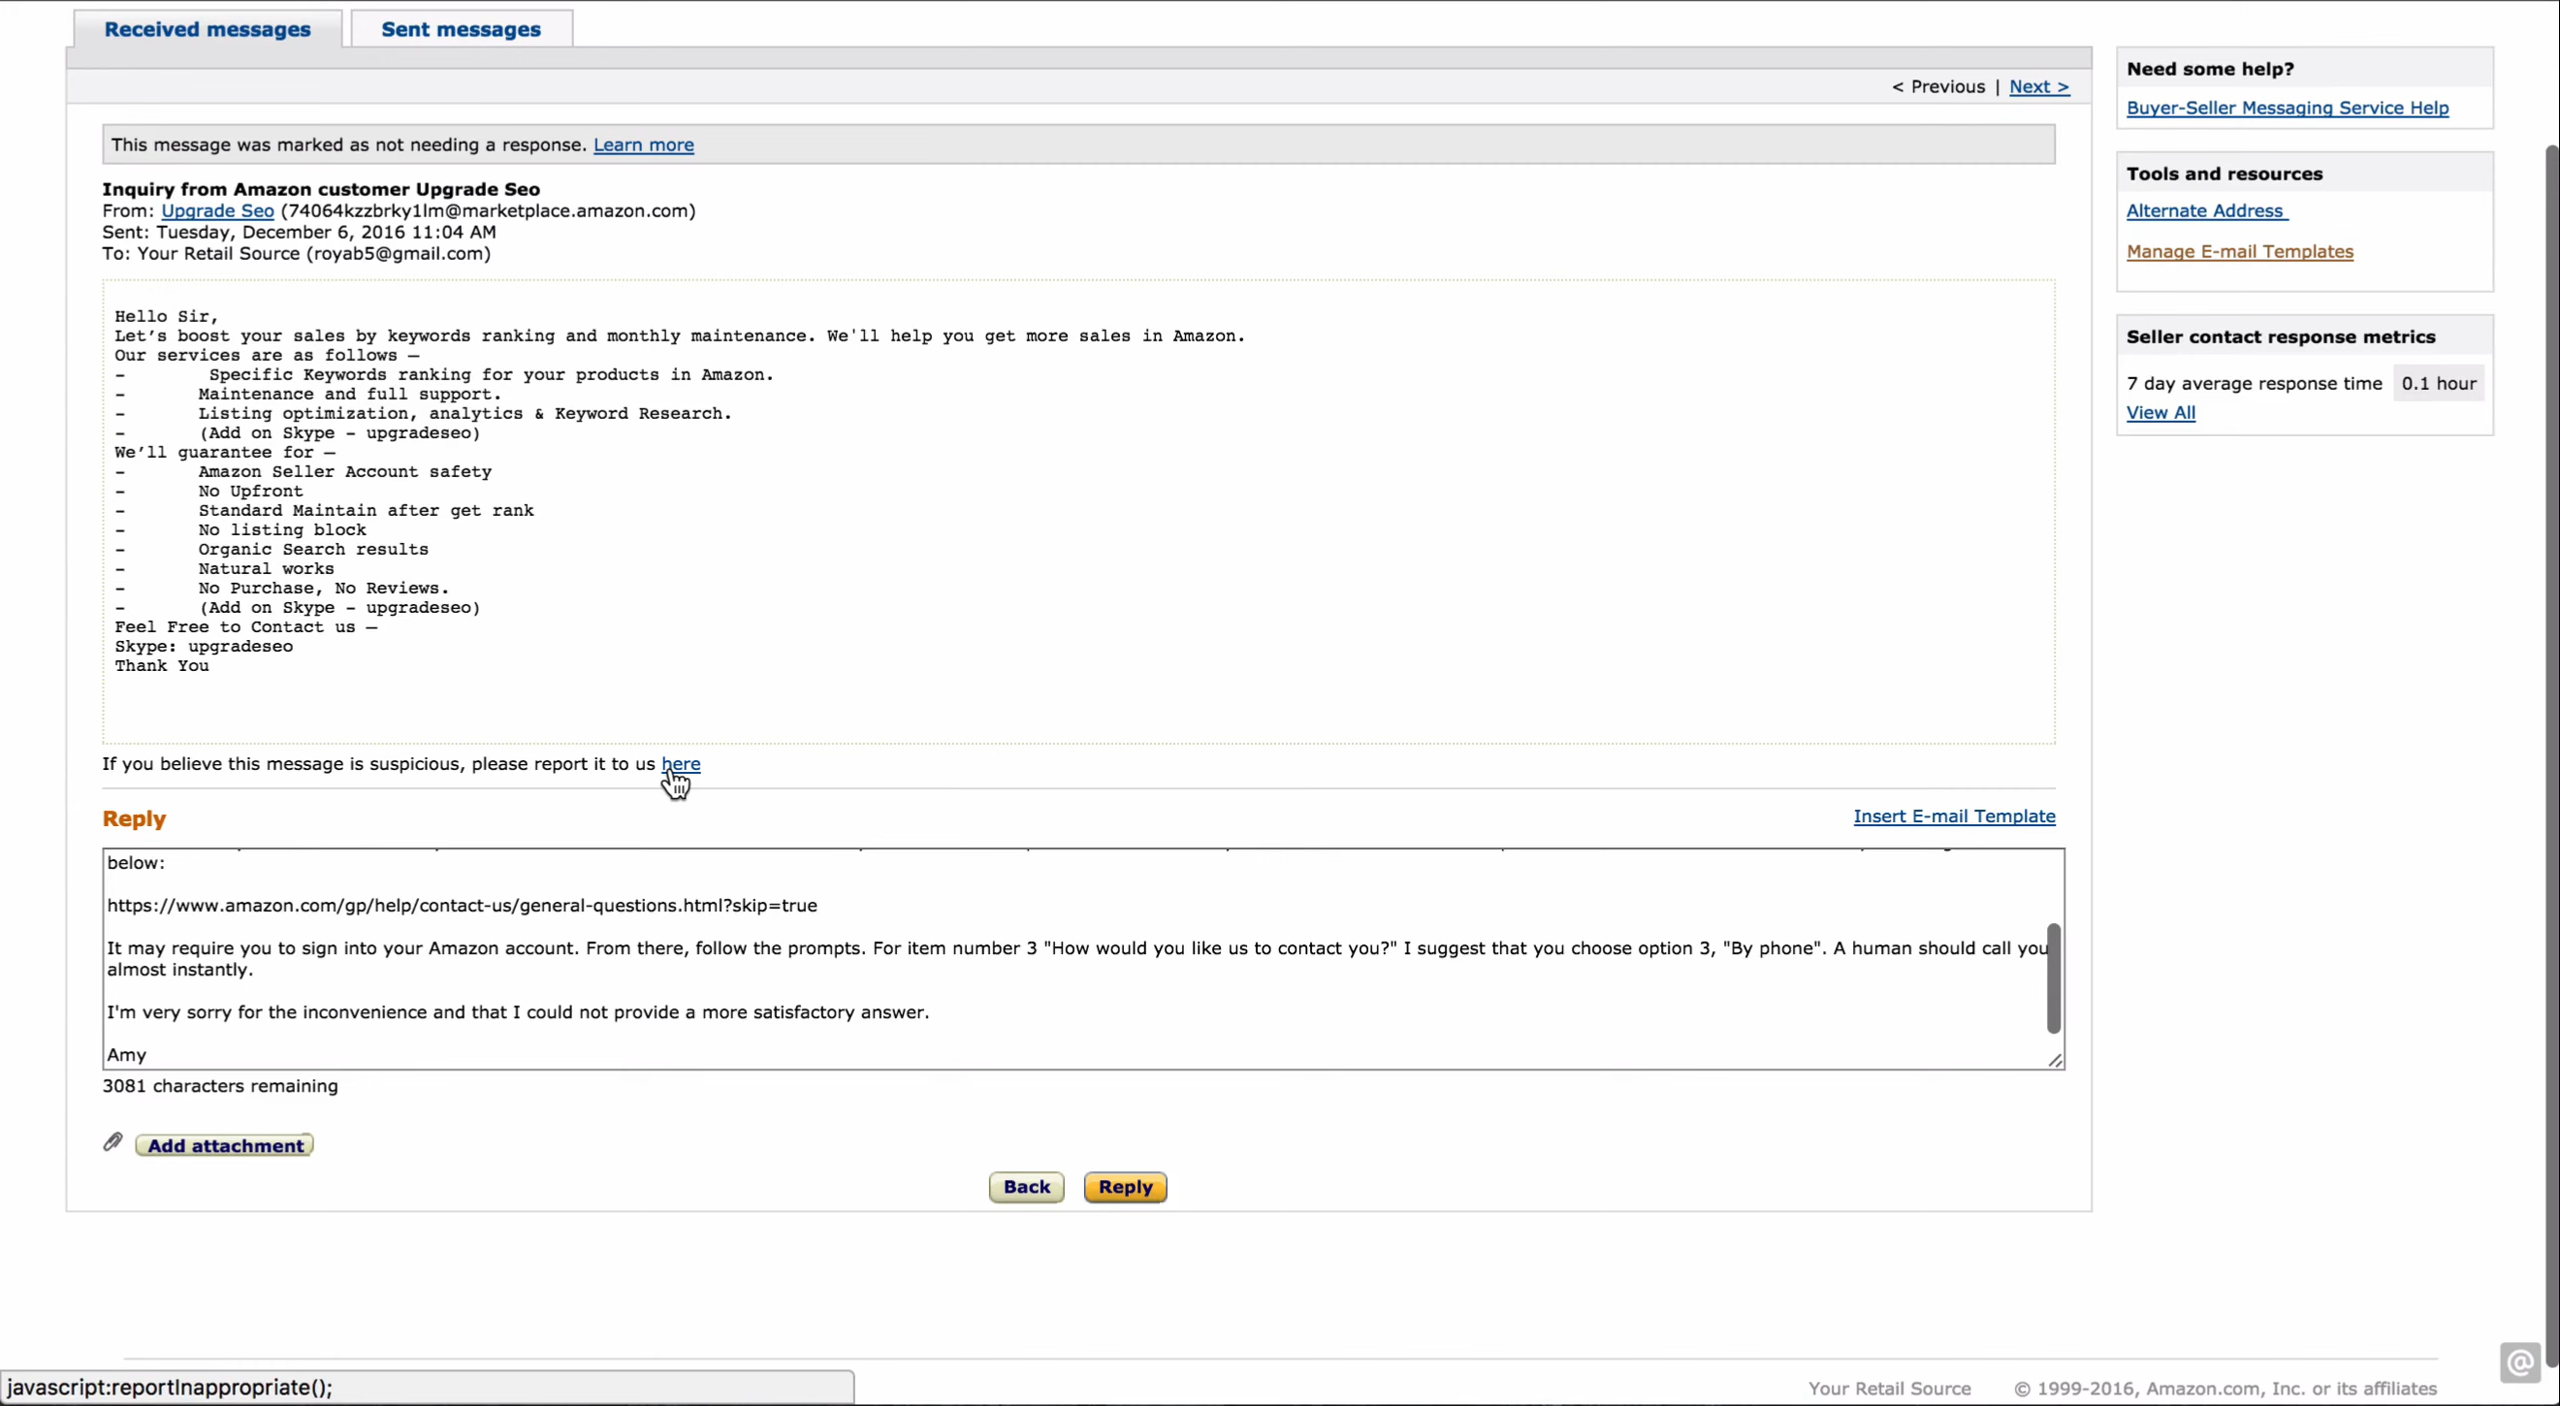 Received messages
Sent messages
< Previous | Next >
This message was marked as not needing a response. Learn more
Inquiry from Amazon customer Upgrade Seo
From: Upgrade Seo (74064kzzbrky1lm@marketplace.amazon.com)
Sent: Tuesday, December 6, 2016 11:04 AM
To: Your Retail Source (royab5@gmail.com)
Hello Sir,
Let’s boost your sales by keywords ranking and monthly maintenance. We'll help you get more sales in Amazon.
Our services are as follows –
- Specific Keywords ranking for your products in Amazon.
- Maintenance and full support.
- Listing optimization, analytics & Keyword Research.
- (Add on Skype - upgradeseo)
We’ll guarantee for –
- Amazon Seller Account safety
- No Upfront
- Standard Maintain after get rank
- No listing block
- Organic Search results
- Natural works
- No Purchase, No Reviews.
- (Add on Skype - upgradeseo)
Feel Free to Contact us –
Skype: upgradeseo
Thank You
If you believe this message is suspicious, please report it to us here
Reply
Insert E-mail Template
below:
https://www.amazon.com/gp/help/contact-us/general-questions.html?skip=true
It may require you to sign into your Amazon account. From there, follow the prompts. For item number 3 "How would you like us to contact you?" I suggest that you choose option 3, "By phone". A human should call you
almost instantly.
I'm very sorry for the inconvenience and that I could not provide a more satisfactory answer.
Amy
3081 characters remaining
Add attachment
Back
Reply
Need some help?
Buyer-Seller Messaging Service Help
Tools and resources
Alternate Address
Manage E-mail Templates
Seller contact response metrics
7 day average response time 0.1 hour
View All
javascript:reportInappropriate();
Your Retail Source © 1999-2016, Amazon.com, Inc. or its affiliates
@